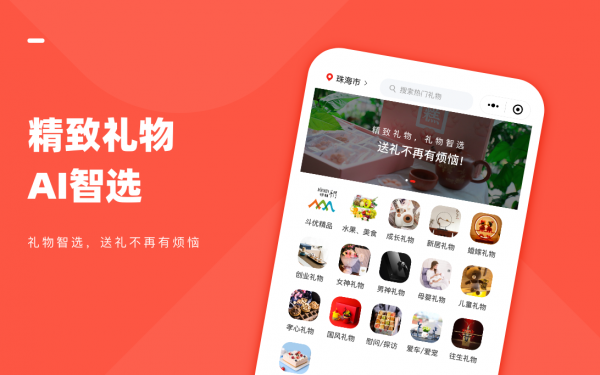 精致礼物
AI智选
礼物智选，送礼不再有烦恼
珠海市
搜索热门礼物
精致礼物，礼物智选
送礼不再有烦恼!
斗优精品
水果、美食
成长礼物
新居礼物
婚嫁礼物
创业礼物
女神礼物
男神礼物
母婴礼物
儿童礼物
孝心礼物
国风礼物
慰问/探访
爱车/爱宠
往生礼物